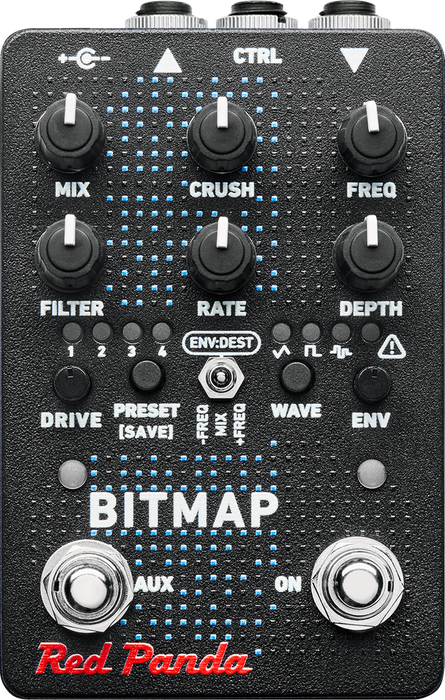 CTRL
MIX CRUSH FREQ
FILTER RATE DEPTH
1 2 3 4 ENV:DEST
DRIVE PRESET WAVE ENV
[SAVE]
-FREQ
MIX
+FREQ
BITMAP
AUX ON
Red Panda